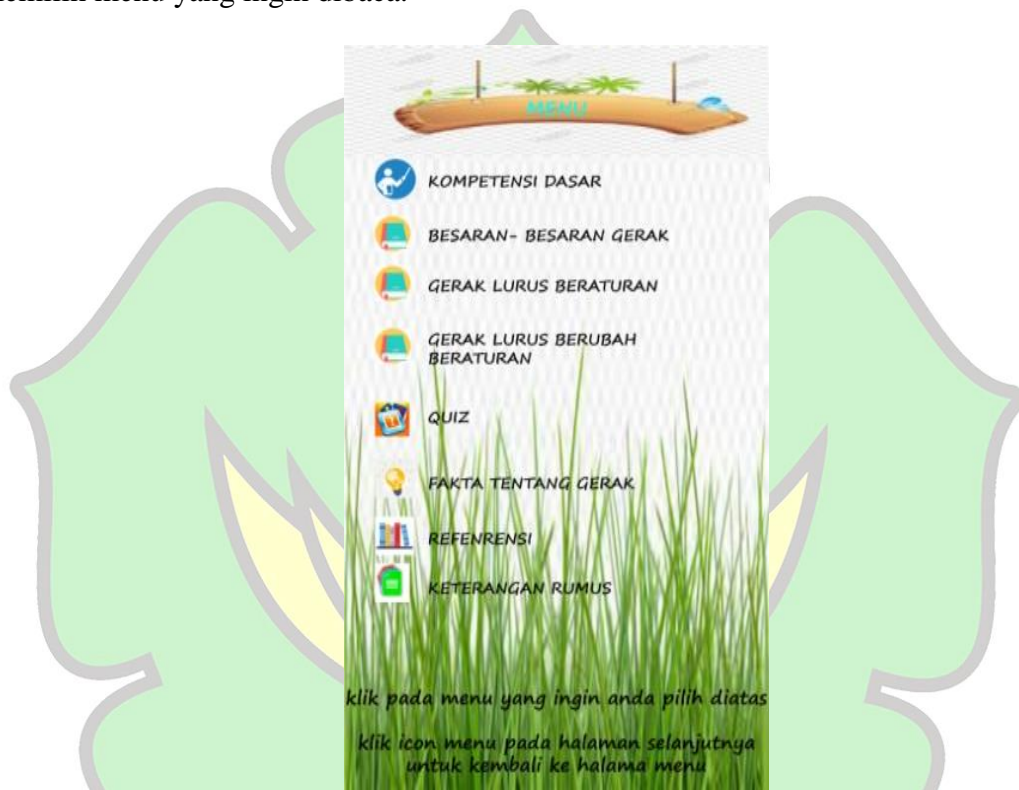 menu yang ingin dibaca.
MENU
KOMPETENSI DASAR
BESARAN- BESARAN GERAK
GERAK LURUS BERATURAN
GERAK LURUS BERUBAH
BERATURAN
QUIZ
FAKTA TENTANG GERAK
REFENRENSI
KETERANGAN RUMUS
klik pada menu yang ingin anda pilih diatas
klik icon menu pada halaman selanjutnya
untuk kembali ke halama menu